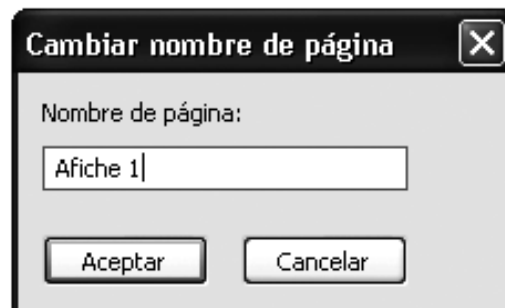 Cambiar nombre de página
Nombre de página:
Afiche 1
Aceptar Cancelar